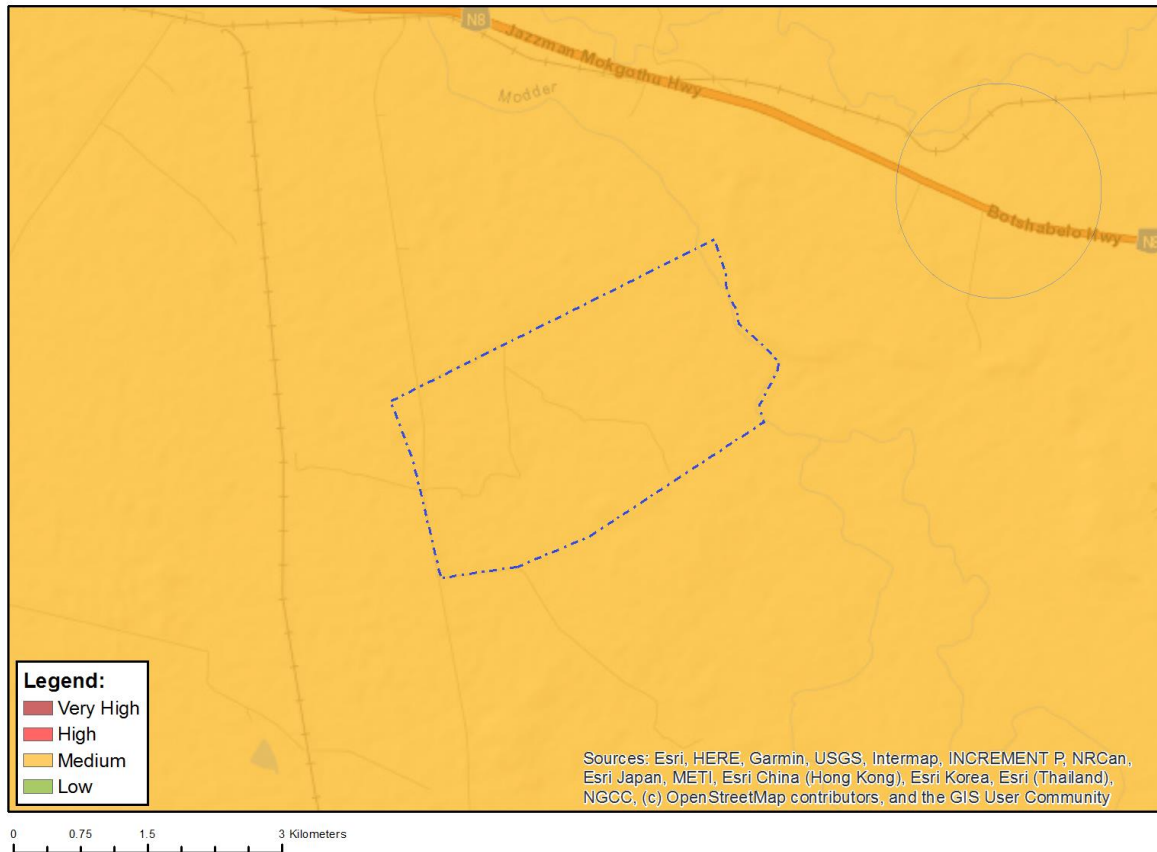 N8
Jazzman Mokgothu Hwy
Modder
Botshabelo Hwy
N8
Legend:
Very High
High
Medium
Low
Sources: Esri, HERE, Garmin, USGS, Intermap, INCREMENT P, NRCan,
Esri Japan, METI, Esri China (Hong Kong), Esri Korea, Esri (Thailand),
NGCC, (c) OpenStreetMap contributors, and the GIS User Community
0 0.75 1.5 3 Kilometers